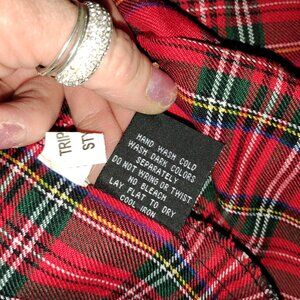 TRIP
ST
HAND WASH COLD
WASH DARK COLORS
SEPARATELY
DO NOT WRING OR TWIST
NO BLEACH
LAY FLAT TO DRY
COOL IRON